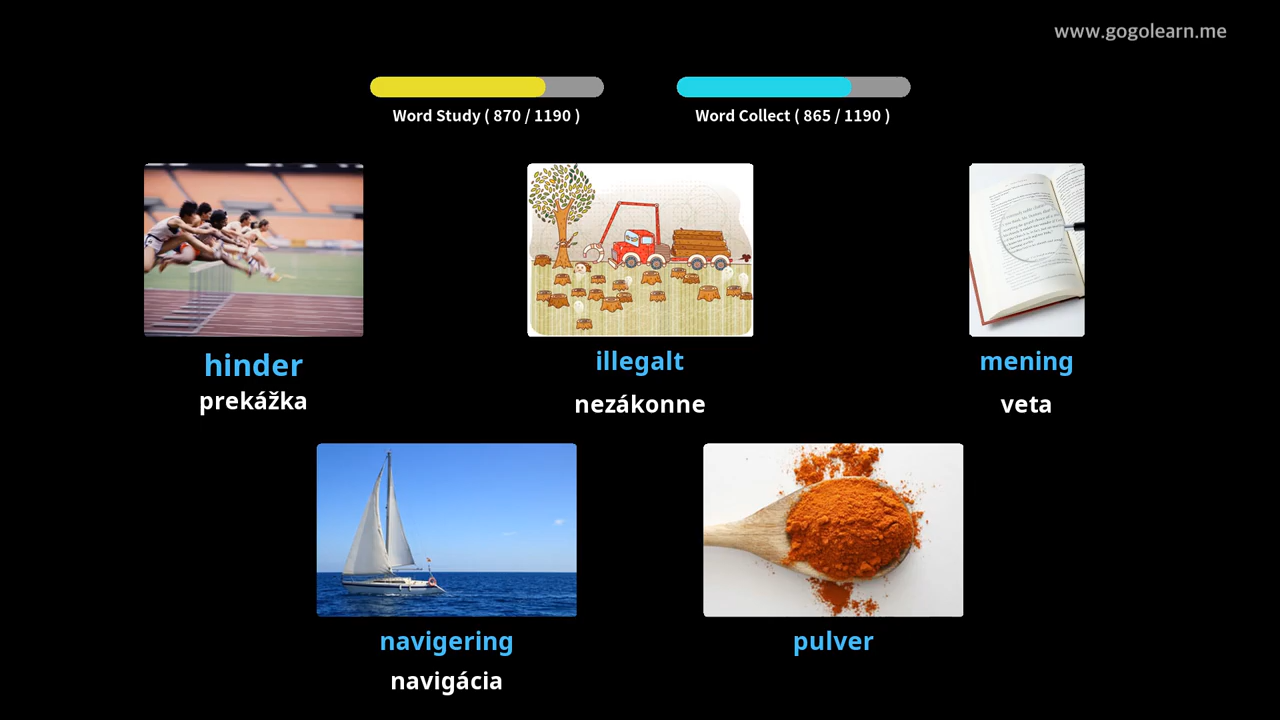 www.gogolearn.me
Word Study ( 870 / 1190 )
Word Collect ( 865 / 1190 )
hinder
prekážka
illegalt
nezákonne
mening
veta
navigering
navigácia
pulver